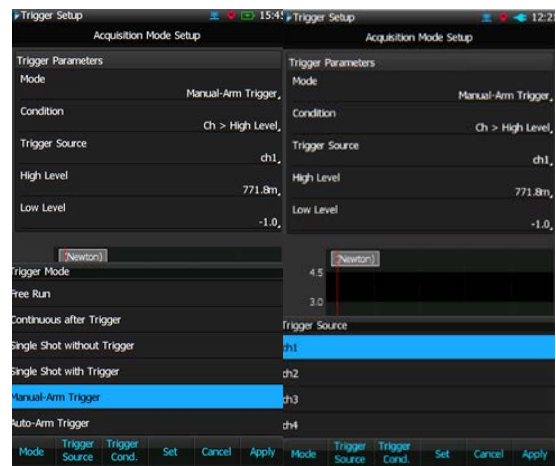 Trigger Setup
15:45
Acquisition Mode Setup
Trigger Parameters
Mode
Manual-Arm Trigger
Condition
Ch > High Level
Trigger Source
ch1
High Level
771.8m
Low Level
-1.0
(Newton)
Trigger Mode
Free Run
Continuous after Trigger
Single Shot without Trigger
Single Shot with Trigger
Manual-Arm Trigger
Auto-Arm Trigger
Mode Trigger Source Trigger Cond. Set Cancel Apply
Trigger Setup
Acquisition Mode Setup
Trigger Parameters
Mode
Manual-Arm Trigger
Condition
Ch > High Level
Trigger Source
ch1
High Level
771.8m
Low Level
-1.0
(Newton)
4.5
3.0
Trigger Source
ch1
ch2
ch3
ch4
Mode Trigger Source Trigger Cond. Set Cancel Apply